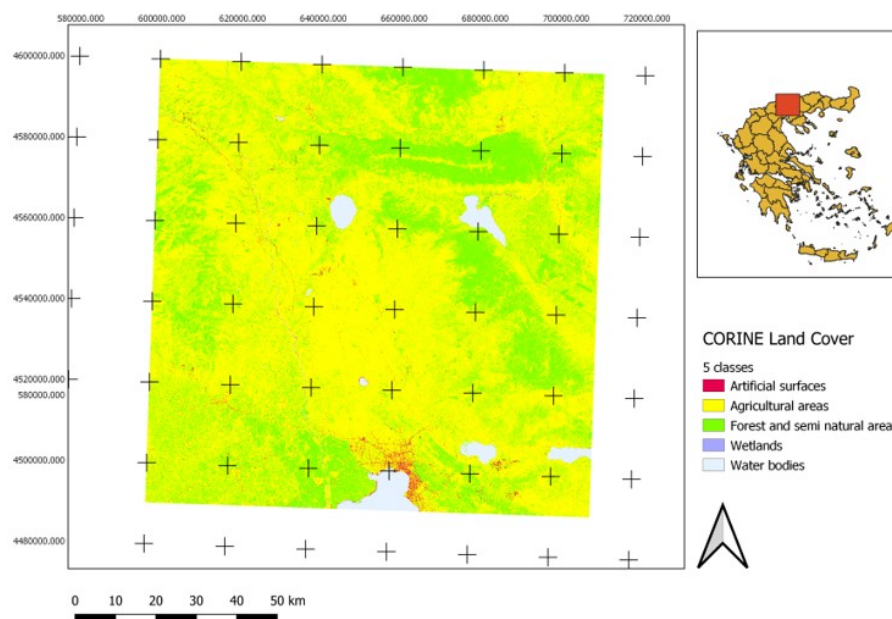 580000.000 600000.000 620000.000 640000.000 660000.000 680000.000 700000.000 720000.000
4600000.000
4580000.000
4560000.000
4540000.000
4520000.000
580000.000
4500000.000
4480000.000
CORINE Land Cover
5 classes
Artificial surfaces
Agricultural areas
Forest and semi natural area
Wetlands
Water bodies
0 10 20 30 40 50 km